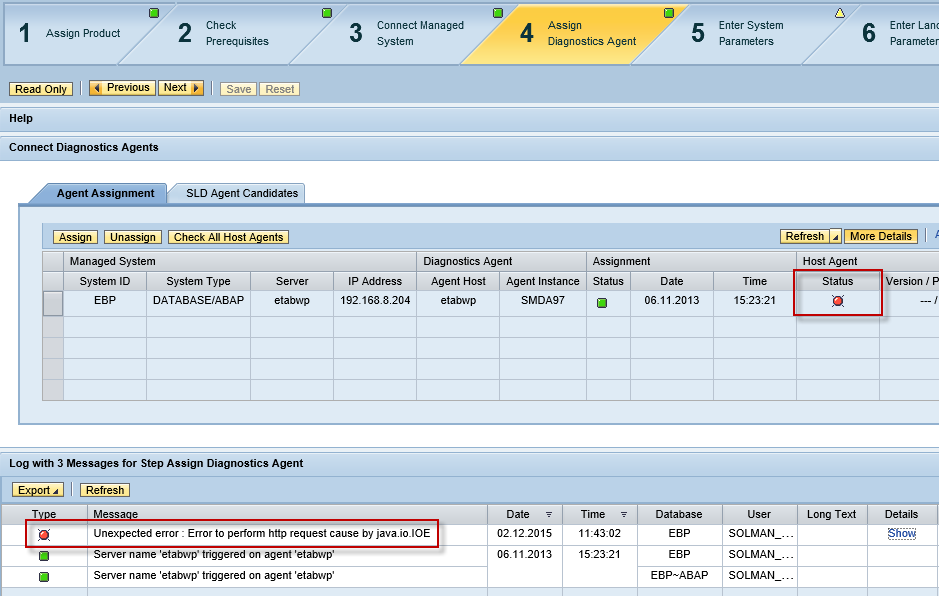 1 Assign Product
2 Check Prerequisites
3 Connect Managed System
4 Assign Diagnostics Agent
5 Enter System Parameters
6 Enter Land
Parameter
Read Only Previous Next Save Reset
Help
Connect Diagnostics Agents
Agent Assignment SLD Agent Candidates
Assign Unassign Check All Host Agents Refresh More Details
Managed System Diagnostics Agent Assignment Host Agent
System ID System Type Server IP Address Agent Host Agent Instance Status Date Time Status Version / P
EBP DATABASE/ABAP etabwp 192.168.8.204 etabwp SMDA97 06.11.2013 15:23:21 --- /
Log with 3 Messages for Step Assign Diagnostics Agent
Export Refresh
Type Message Date Time Database User Long Text Details
Unexpected error : Error to perform http request cause by java.io.IOE 02.12.2015 11:43:02 EBP SOLMAN_... Show
Server name 'etabwp' triggered on agent 'etabwp' 06.11.2013 15:23:21 EBP SOLMAN_...
Server name 'etabwp' triggered on agent 'etabwp' EBP~ABAP SOLMAN_...